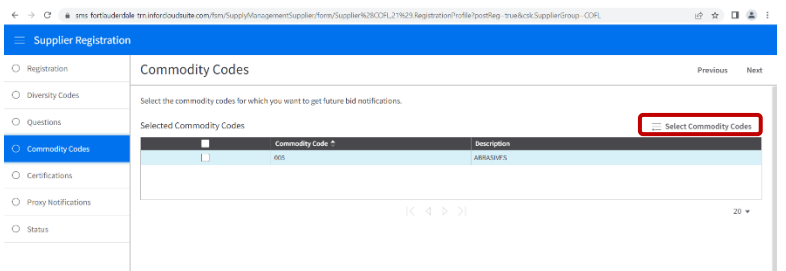 sms-fortlauderdale-trn.inforcloudsuite.com/fsm/SupplyManagementSupplier/form/Supplier%28COFL,21%29.RegistrationProfile?postReg=true&csk.SupplierGroup=COFL
Supplier Registration
Registration
Diversity Codes
Questions
Commodity Codes
Certifications
Proxy Notifications
Status
Commodity Codes
Previous Next
Select the commodity codes for which you want to get future bid notifications.
Selected Commodity Codes
Select Commodity Codes
Commodity Code Description
005 ABRASIVES
20